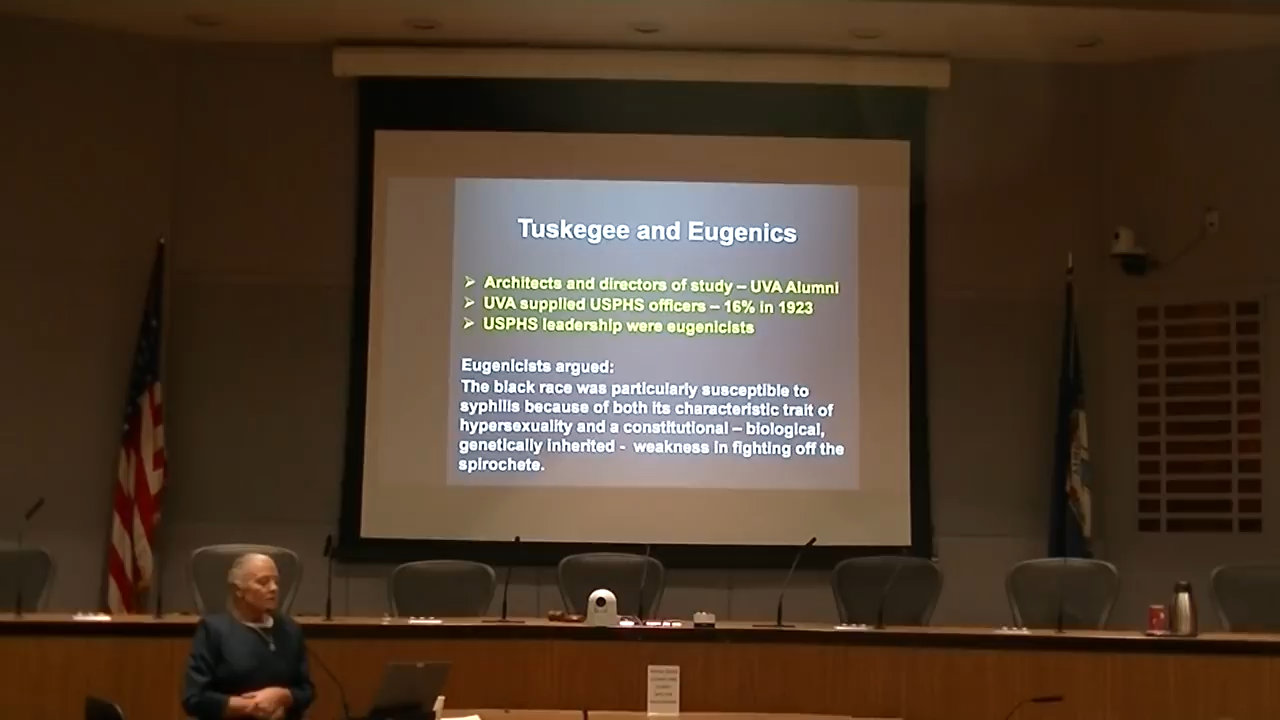 Tuskegee and Eugenics
➢ Architects and directors of study – UVA Alumni
➢ UVA supplied USPHS officers – 16% in 1923
➢ USPHS leadership were eugenicists
Eugenicists argued:
The black race was particularly susceptible to
syphilis because of both its characteristic trait of
hypersexuality and a constitutional – biological,
genetically inherited - weakness in fighting off the
spirochete.